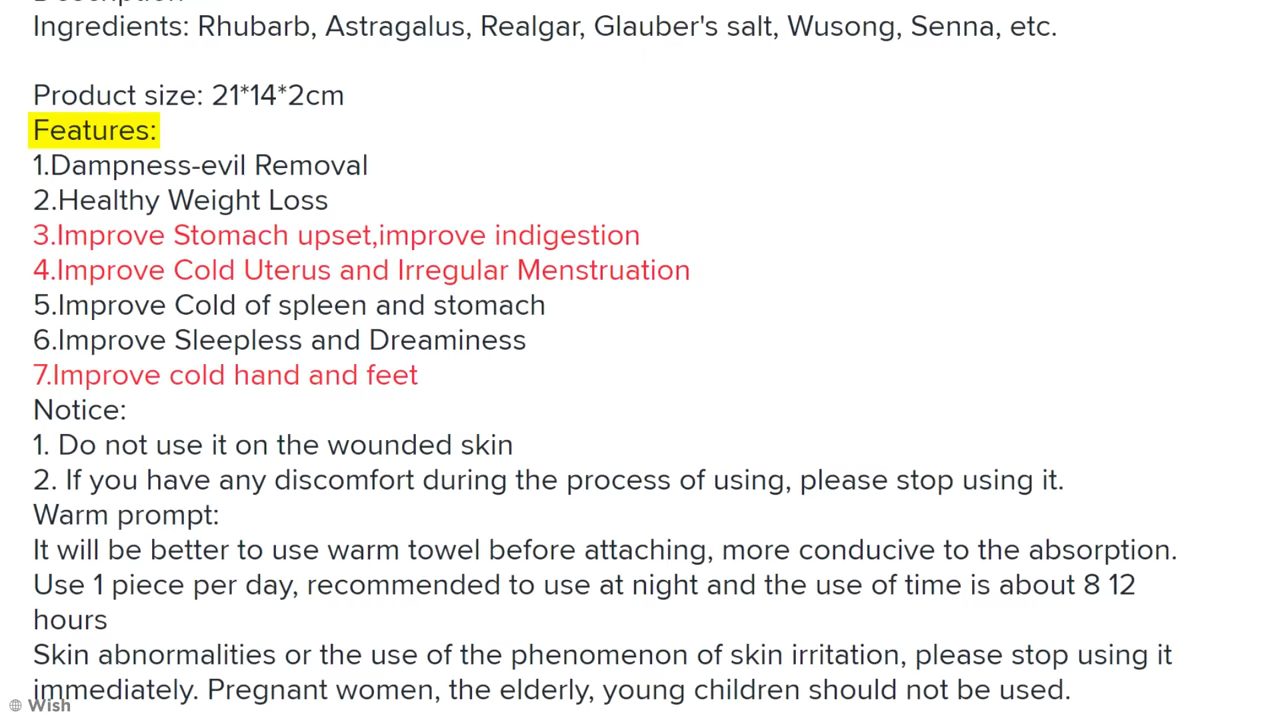 Ingredients: Rhubarb, Astragalus, Realgar, Glauber's salt, Wusong, Senna, etc.
Product size: 21*14*2cm
Features:
1.Dampness-evil Removal
2.Healthy Weight Loss
3.Improve Stomach upset,improve indigestion
4.Improve Cold Uterus and Irregular Menstruation
5.Improve Cold of spleen and stomach
6.Improve Sleepless and Dreaminess
7.Improve cold hand and feet
Notice:
1. Do not use it on the wounded skin
2. If you have any discomfort during the process of using, please stop using it.
Warm prompt:
It will be better to use warm towel before attaching, more conducive to the absorption.
Use 1 piece per day, recommended to use at night and the use of time is about 8 12
hours
Skin abnormalities or the use of the phenomenon of skin irritation, please stop using it
immediately. Pregnant women, the elderly, young children should not be used.
Wish